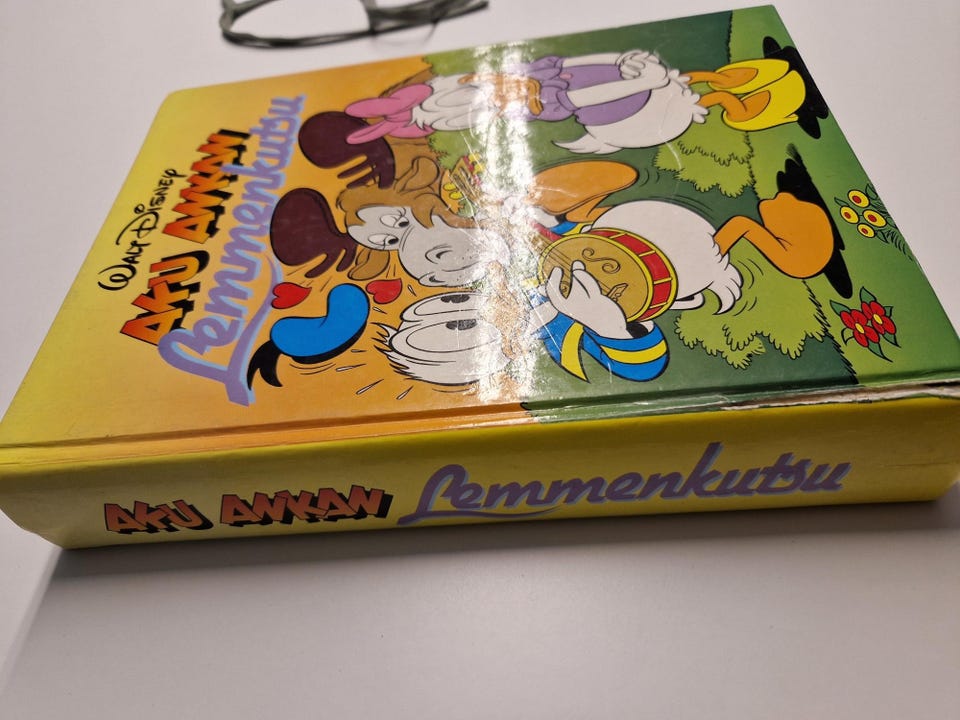 WALT DISNEY
AKU ANKAN
Lemmenkutsu
AKU ANKAN Lemmenkutsu